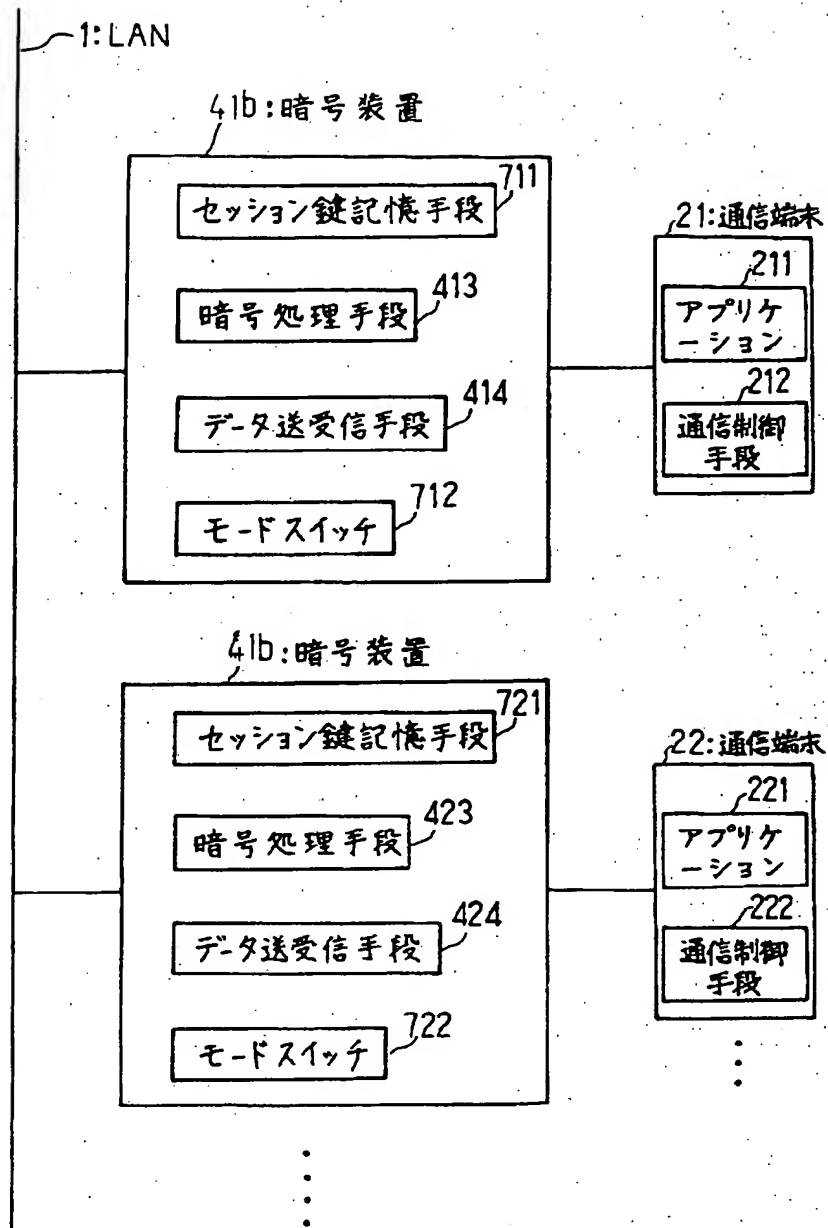 1:LAN
41b:暗号装置
711
セッション鍵記憶手段
413
暗号処理手段
414
データ送受信手段
712
モードスイッチ
21:通信端末
211
アプリケ
ーション
212
通信制御
手段
41b:暗号装置
721
セッション鍵記憶手段
423
暗号処理手段
424
データ送受信手段
722
モードスイッチ
22:通信端末
221
アプリケ
ーション
222
通信制御
手段